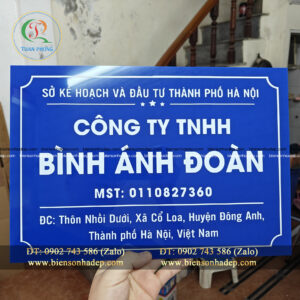 TUẤN PHONG
SỞ KẾ HOẠCH VÀ ĐẦU TƯ THÀNH PHỐ HÀ NỘI
CÔNG TY TNHH
BÌNH ÁNH ĐOÀN
MST: 0110827360
ĐC: Thôn Nhồi Dưới, Xã Cổ Loa, Huyện Đông Anh,
Thành phố Hà Nội, Việt Nam
ĐT: 0902 743 586 (Zalo) ĐT: 0902 743 586 (Zalo)
www.biensonhadep.com www.biensonhadep.com